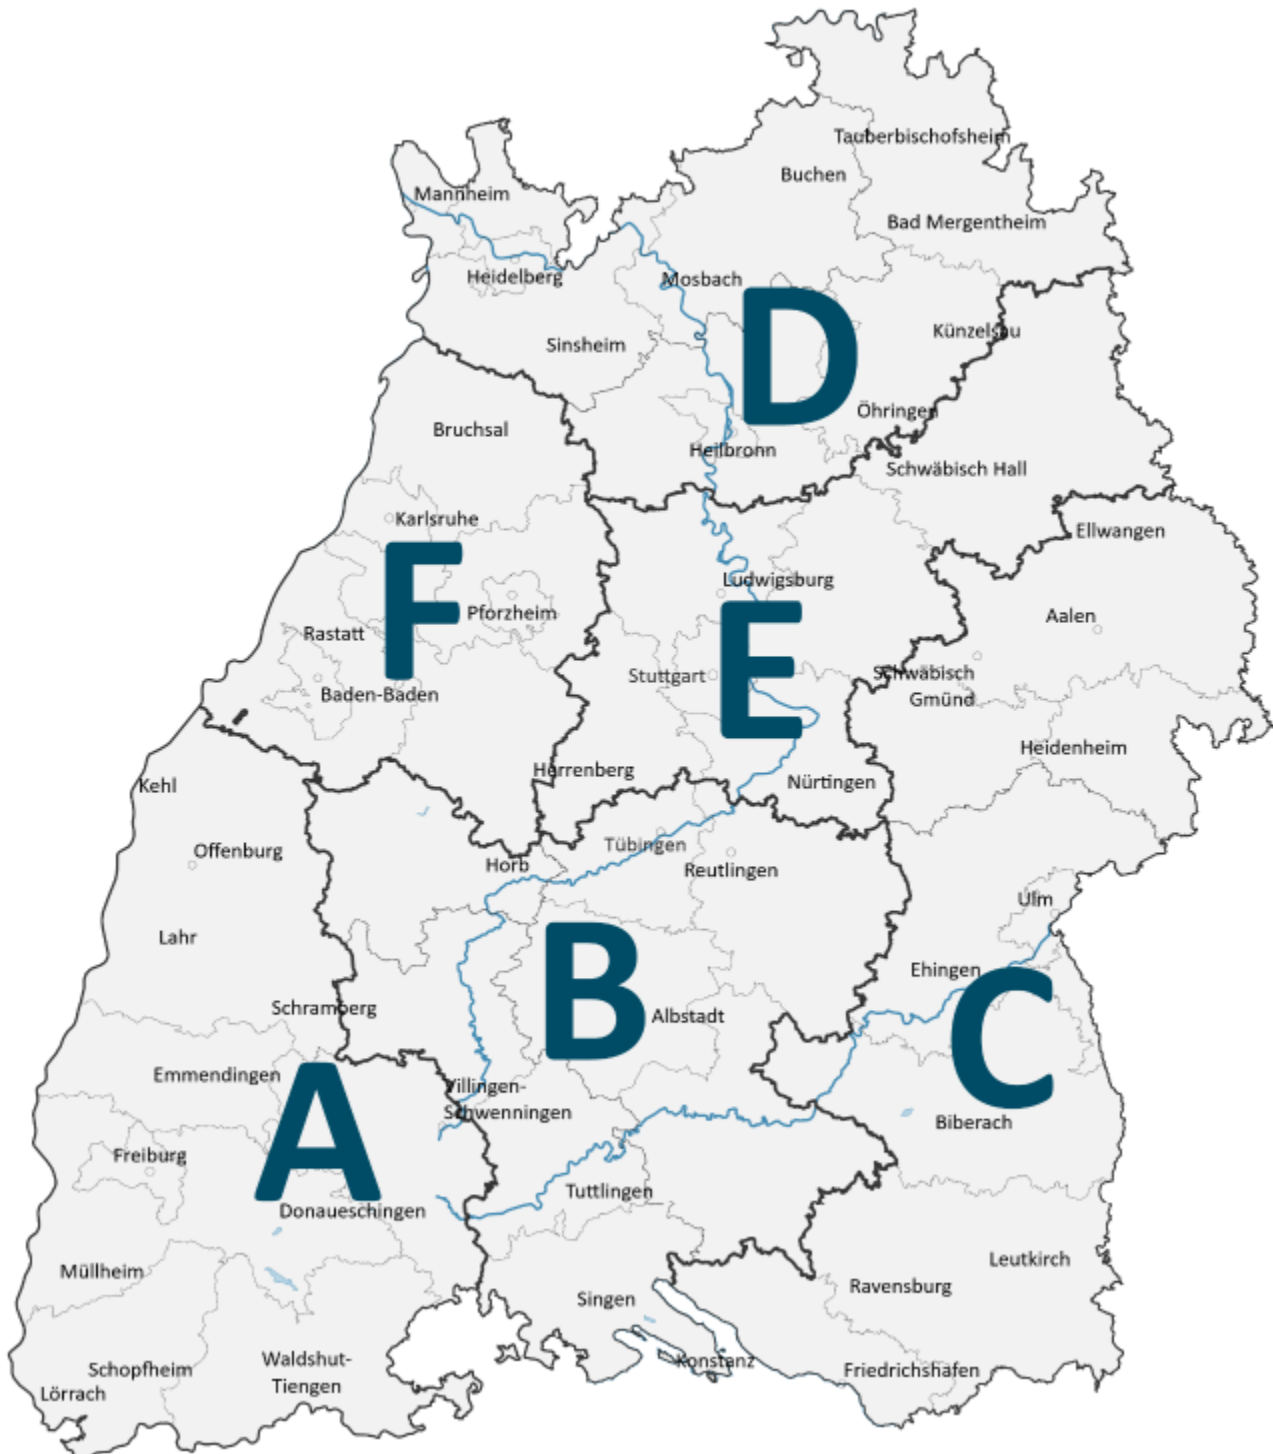 Tauberbischofsheim
Buchen
Mannheim
Bad Mergentheim
Heidelberg
Mosbach
Künzelsau
Sinsheim
D
Öhringen
Bruchsal
Heilbronn
Schwäbisch Hall
Karlsruhe
Ellwangen
Ludwigsburg
F
Pforzheim
Aalen
Rastatt
E
Stuttgart
Schwäbisch
Gmünd
Baden-Baden
Heidenheim
Herrenberg
Nürtingen
Kehl
Tübingen
Offenburg
Horb
Reutlingen
Ulm
Lahr
Ehingen
B
Schramberg
Albstadt
C
Emmendingen
Villingen-
Schwenningen
Biberach
A
Freiburg
Tuttlingen
Donaueschingen
Müllheim
Leutkirch
Ravensburg
Singen
Konstanz
Schopfheim
Waldshut-
Tiengen
Friedrichshafen
Lörrach